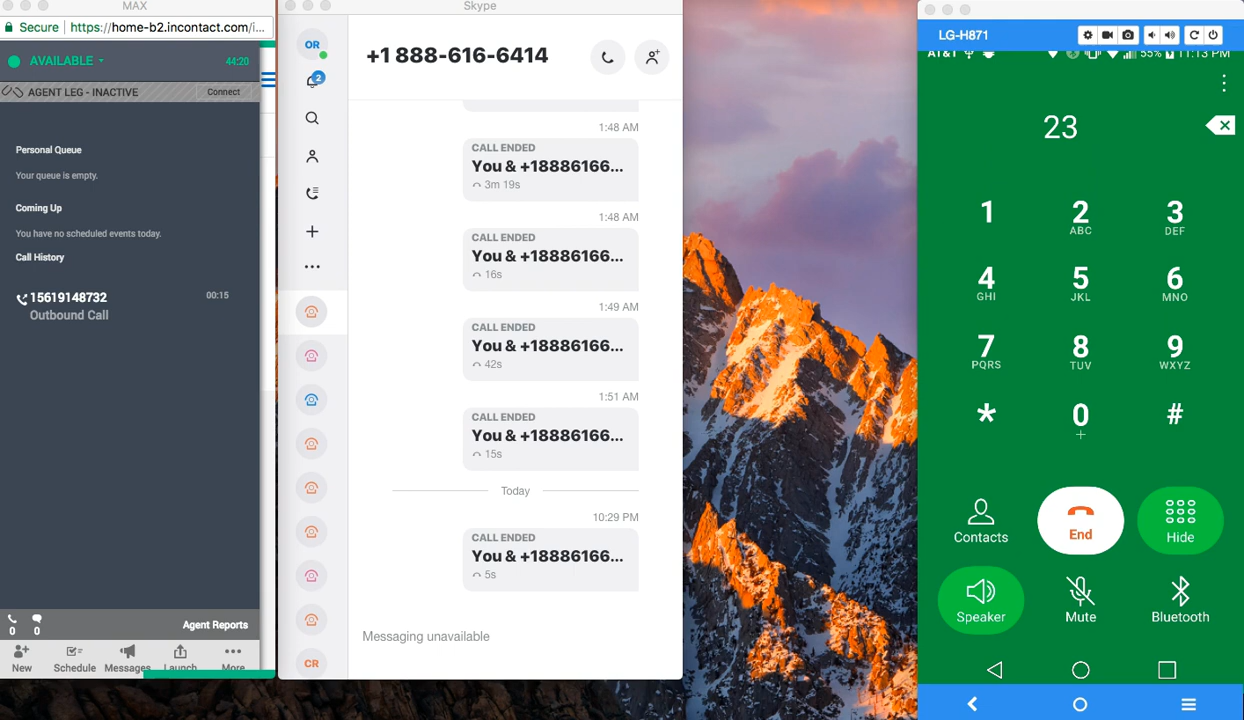 MAX
Secure | https://home-b2.incontact.com/i...
AVAILABLE
44:20
AGENT LEG - INACTIVE
Connect
Personal Queue
Your queue is empty.
Coming Up
You have no scheduled events today.
Call History
15619148732
00:15
Outbound Call
0
0
Agent Reports
New
Schedule
Messages
Launch
More
Skype
OR
2
CR
+1 888-616-6414
1:48 AM
CALL ENDED
You & +18886166...
3m 19s
1:48 AM
CALL ENDED
You & +18886166...
16s
1:49 AM
CALL ENDED
You & +18886166...
42s
1:51 AM
CALL ENDED
You & +18886166...
15s
Today
10:29 PM
CALL ENDED
You & +18886166...
5s
Messaging unavailable
LG-H871
AT&T
55%
11:13 PM
23
1
2
ABC
3
DEF
4
GHI
5
JKL
6
MNO
7
PQRS
8
TUV
9
WXYZ
*
0
+
#
Contacts
End
Hide
Speaker
Mute
Bluetooth